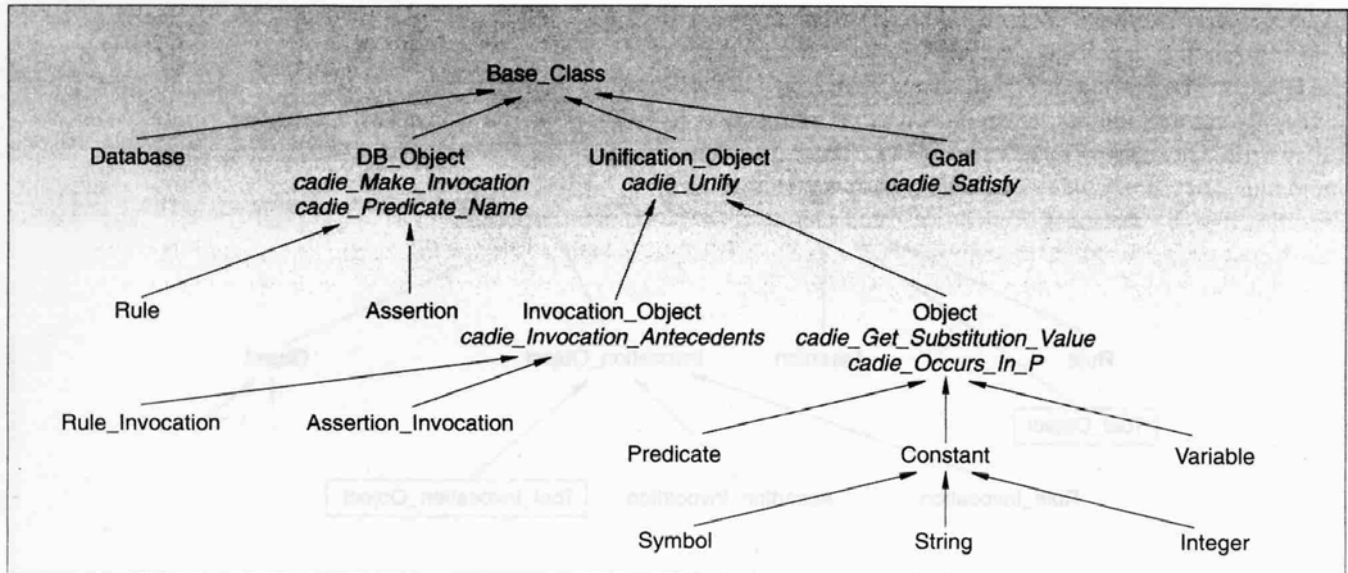 Base_Class
Database
DB_Object
cadie_Make_Invocation
cadie_Predicate_Name
Unification_Object
cadie_Unify
Goal
cadie_Satisfy
Rule
Assertion
Invocation_Object
cadie_Invocation_Antecedents
Object
cadie_Get_Substitution_Value
cadie_Occurs_In_P
Rule_Invocation
Assertion_Invocation
Predicate
Constant
Variable
Symbol
String
Integer